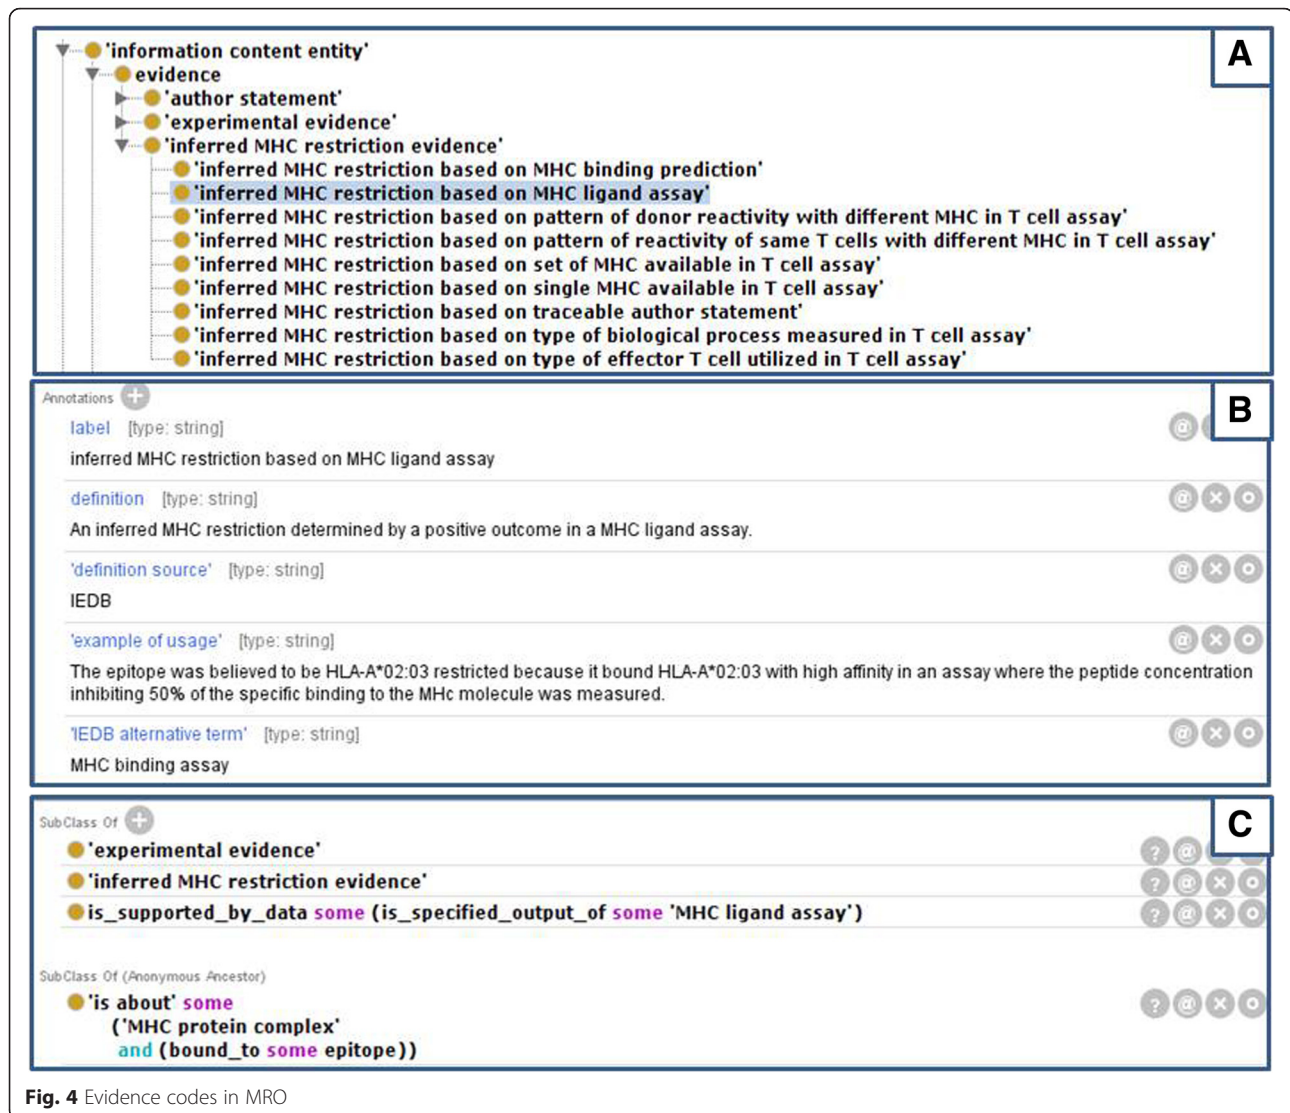 A
'information content entity'
evidence
'author statement'
'experimental evidence'
'inferred MHC restriction evidence'
'inferred MHC restriction based on MHC binding prediction'
'inferred MHC restriction based on MHC ligand assay'
'inferred MHC restriction based on pattern of donor reactivity with different MHC in T cell assay'
'inferred MHC restriction based on pattern of reactivity of same T cells with different MHC in T cell assay'
'inferred MHC restriction based on set of MHC available in T cell assay'
'inferred MHC restriction based on single MHC available in T cell assay'
'inferred MHC restriction based on traceable author statement'
'inferred MHC restriction based on type of biological process measured in T cell assay'
'inferred MHC restriction based on type of effector T cell utilized in T cell assay'
B
Annotations
label [type: string]
inferred MHC restriction based on MHC ligand assay
definition [type: string]
An inferred MHC restriction determined by a positive outcome in a MHC ligand assay.
'definition source' [type: string]
IEDB
'example of usage' [type: string]
The epitope was believed to be HLA-A*02:03 restricted because it bound HLA-A*02:03 with high affinity in an assay where the peptide concentration
inhibiting 50% of the specific binding to the MHc molecule was measured.
'IEDB alternative term' [type: string]
MHC binding assay
C
SubClass Of
'experimental evidence'
'inferred MHC restriction evidence'
is_supported_by_data some (is_specified_output_of some 'MHC ligand assay')
SubClass Of (Anonymous Ancestor)
'is about' some
('MHC protein complex'
and (bound_to some epitope))
Fig. 4 Evidence codes in MRO